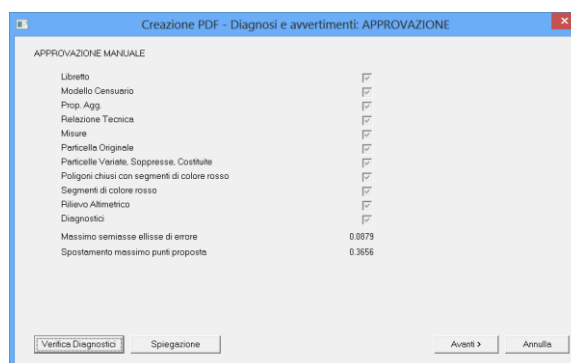 Creazione PDF - Diagnosi e avvertimenti: APPROVAZIONE
APPROVAZIONE MANUALE
Libretto
Modello Censuario
Prop. Agg.
Relazione Tecnica
Misure
Particella Originale
Particelle Variate, Soppresse, Costituite
Poligoni chiusi con segmenti di colore rosso
Segmenti di colore rosso
Rilievo Altimetrico
Diagnostici
Massimo semiasse ellisse di errore 0.0879
Spostamento massimo punti proposta 0.3656
Verifica Diagnostici Spiegazione Avanti > Annulla